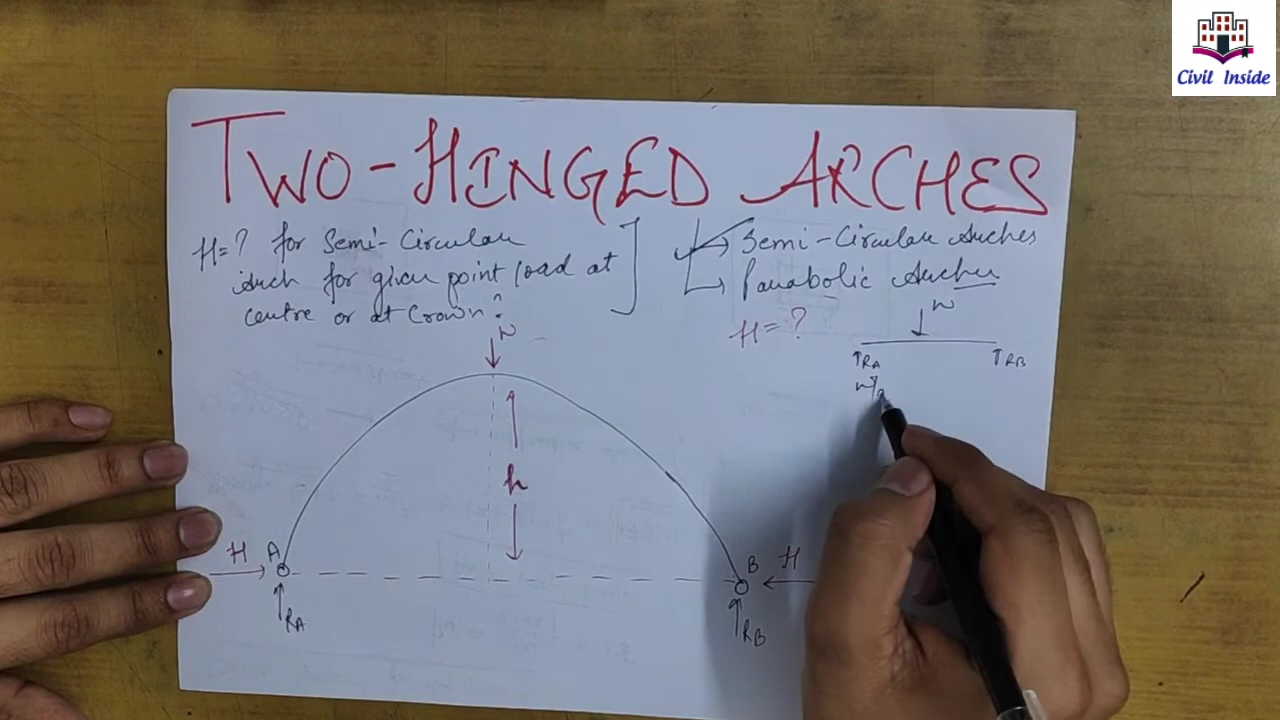 Civil Inside
TWO-HINGED ARCHES
H=? for Semi-Circular
Arch for given point load at
centre or at Crown?
Semi-Circular Arches
Parabolic Arches
H=?
W
RA
RB
W/2
W
h
H
A
RA
B
H
RB